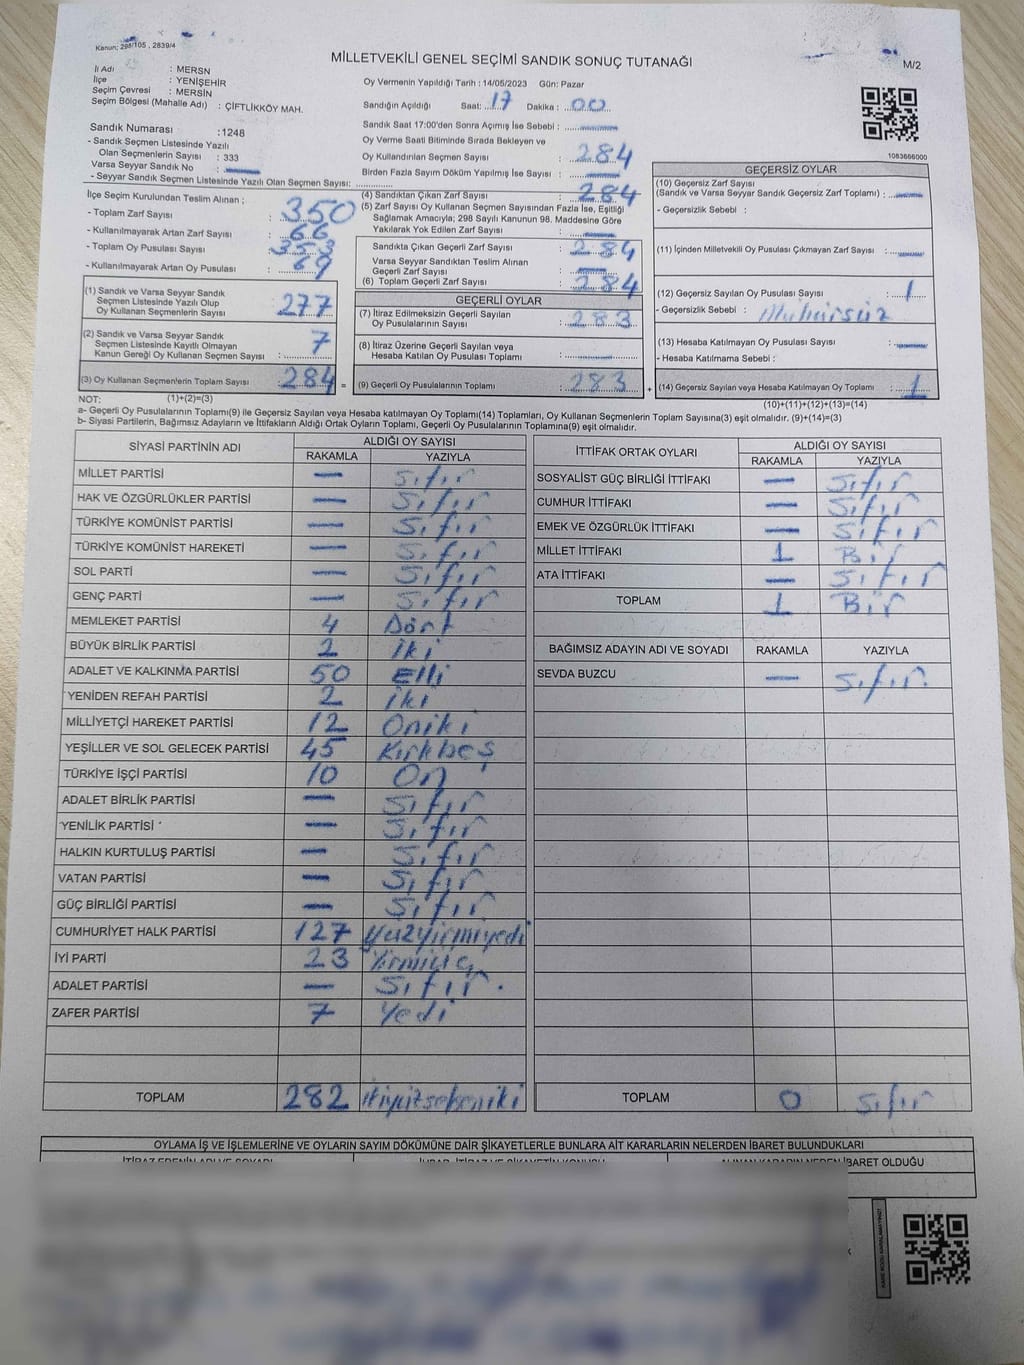 Kanun; 298/105 , 2839/4
MİLLETVEKİLİ GENEL SEÇİMİ SANDIK SONUÇ TUTANAĞI
M/2
İl Adı : MERSN
İlçe : YENİŞEHİR
Seçim Çevresi : MERSİN
Seçim Bölgesi (Mahalle Adı) : ÇİFTLİKKÖY MAH.
Sandık Numarası : 1248
- Sandık Seçmen Listesinde Yazılı
Olan Seçmenlerin Sayısı : 333
Varsa Seyyar Sandık No : —
- Seyyar Sandık Seçmen Listesinde Yazılı Olan Seçmen Sayısı:
İlçe Seçim Kurulundan Teslim Alınan ;
- Toplam Zarf Sayısı : 350
- Kullanılmayarak Artan Zarf Sayısı : 66
- Toplam Oy Pusulası Sayısı : 353
- Kullanılmayarak Artan Oy Pusulası : 69
Oy Vermenin Yapıldığı Tarih : 14/05/2023 Gün: Pazar
Sandığın Açıldığı Saat: 17 Dakika : 00
Sandık Saat 17:00'den Sonra Açımış İse Sebebi : —
Oy Verme Saati Bitiminde Sırada Bekleyen ve
Oy Kullandırılan Seçmen Sayısı : 284
Birden Fazla Sayım Döküm Yapılmış İse Sayısı : —
(4) Sandıktan Çıkan Zarf Sayısı : 284
(5) Zarf Sayısı Oy Kullanan Seçmen Sayısından Fazla İse, Eşitliği
Sağlamak Amacıyla; 298 Sayılı Kanunun 98. Maddesine Göre
Yakılarak Yok Edilen Zarf Sayısı : —
Sandıkta Çıkan Geçerli Zarf Sayısı : 284
Varsa Seyyar Sandıktan Teslim Alınan
Geçerli Zarf Sayısı : —
(6) Toplam Geçerli Zarf Sayısı : 284
1083666000
GEÇERSİZ OYLAR
(10) Geçersiz Zarf Sayısı
(Sandık ve Varsa Seyyar Sandık Geçersiz Zarf Toplamı) : —
- Geçersizlik Sebebi :
(11) İçinden Milletvekili Oy Pusulası Çıkmayan Zarf Sayısı : —
(12) Geçersiz Sayılan Oy Pusulası Sayısı : 1
- Geçersizlik Sebebi : Mühürsüz
(13) Hesaba Katılmayan Oy Pusulası Sayısı : —
- Hesaba Katılmama Sebebi :
(14) Geçersiz Sayılan veya Hesaba Katılmayan Oy Toplamı : 1
(10)+(11)+(12)+(13)=(14)
(1) Sandık ve Varsa Seyyar Sandık
Seçmen Listesinde Yazılı Olup
Oy Kullanan Seçmenlerin Sayısı : 277
(2) Sandık ve Varsa Seyyar Sandık
Seçmen Listesinde Kayıtlı Olmayan
Kanun Gereği Oy Kullanan Seçmen Sayısı : 7
(3) Oy Kullanan Seçmenlerin Toplam Sayısı : 284 =
(1)+(2)=(3)
GEÇERLİ OYLAR
(7) İtiraz Edilmeksizin Geçerli Sayılan
Oy Pusulalarının Sayısı : 283
(8) İtiraz Üzerine Geçerli Sayılan veya
Hesaba Katılan Oy Pusulası Toplamı : —
(9) Geçerli Oy Pusulalarının Toplamı : 283 +
NOT:
a- Geçerli Oy Pusulalarının Toplamı(9) ile Geçersiz Sayılan veya Hesaba katılmayan Oy Toplamı(14) Toplamları, Oy Kullanan Seçmenlerin Toplam Sayısına(3) eşit olmalıdır. (9)+(14)=(3)
b- Siyasi Partilerin, Bağımsız Adayların ve İttifakların Aldığı Ortak Oyların Toplamı, Geçerli Oy Pusulalarının Toplamına(9) eşit olmalıdır.
SİYASİ PARTİNİN ADI ALDIĞI OY SAYISI
RAKAMLA YAZIYLA
MİLLET PARTİSİ — Sıfır
HAK VE ÖZGÜRLÜKLER PARTİSİ — Sıfır
TÜRKİYE KOMÜNİST PARTİSİ — Sıfır
TÜRKİYE KOMÜNİST HAREKETİ — Sıfır
SOL PARTİ — Sıfır
GENÇ PARTİ — Sıfır
MEMLEKET PARTİSİ 4 Dört
BÜYÜK BİRLİK PARTİSİ 2 İki
ADALET VE KALKINMA PARTİSİ 50 Elli
YENİDEN REFAH PARTİSİ 2 iki
MİLLİYETÇİ HAREKET PARTİSİ 12 Oniki
YEŞİLLER VE SOL GELECEK PARTİSİ 45 Kırkbeş
TÜRKİYE İŞÇİ PARTİSİ 10 On
ADALET BİRLİK PARTİSİ — Sıfır
YENİLİK PARTİSİ — Sıfır
HALKIN KURTULUŞ PARTİSİ — Sıfır
VATAN PARTİSİ — Sıfır
GÜÇ BİRLİĞİ PARTİSİ — Sıfır
CUMHURİYET HALK PARTİSİ 127 Yüzyirmiyedi
İYİ PARTİ 23 Yirmiüç
ADALET PARTİSİ — Sıfır.
ZAFER PARTİSİ 7 Yedi
TOPLAM 282 ikiyüzsekseniki
İTTİFAK ORTAK OYLARI ALDIĞI OY SAYISI
RAKAMLA YAZIYLA
SOSYALİST GÜÇ BİRLİĞİ İTTİFAKI — Sıfır
CUMHUR İTTİFAKI — Sıfır
EMEK VE ÖZGÜRLÜK İTTİFAKI — Sıfır
MİLLET İTTİFAKI 1 Bir
ATA İTTİFAKI — Sıfır
TOPLAM 1 Bir
BAĞIMSIZ ADAYIN ADI VE SOYADI RAKAMLA YAZIYLA
SEVDA BUZCU — Sıfır.
TOPLAM 0 Sıfır
OYLAMA İŞ VE İŞLEMLERİNE VE OYLARIN SAYIM DÖKÜMÜNE DAİR ŞİKAYETLERLE BUNLARA AİT KARARLARIN NELERDEN İBARET BULUNDUKLARI
İTİRAZ EDENİN ADI VE SOYADI
ALINAN KARARIN NEDEN İBARET OLDUĞU